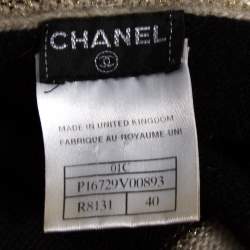 CHANEL
MADE IN UNITED KINGDOM
FABRIQUE AU ROYAUME UNI
01C
P16729V00893
R8131 40